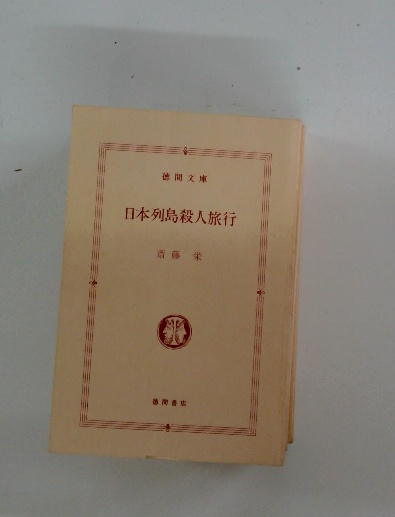 徳間文庫
日本列島殺人旅行
斎藤 栄
徳間書店